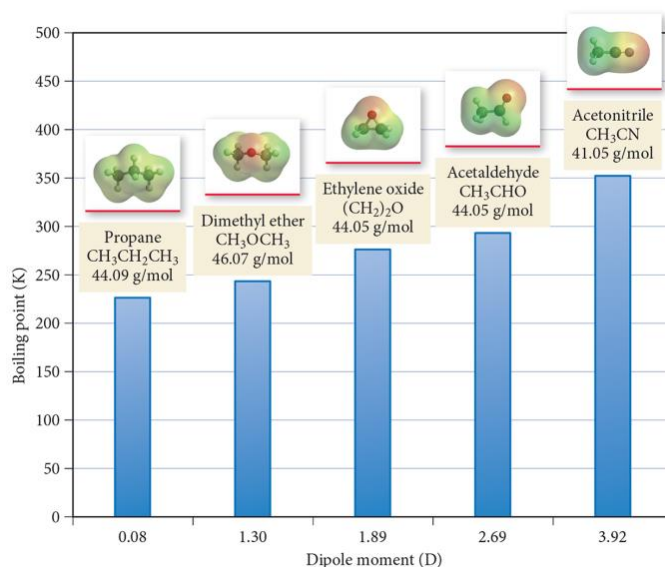 500
450
400
350
300
250
200
150
100
50
0
Boiling point (K)
Propane
CH₃CH₂CH₃
44.09 g/mol
Dimethyl ether
CH₃OCH₃
46.07 g/mol
Ethylene oxide
(CH₂)₂O
44.05 g/mol
Acetaldehyde
CH₃CHO
44.05 g/mol
Acetonitrile
CH₃CN
41.05 g/mol
0.08
1.30
1.89
2.69
3.92
Dipole moment (D)